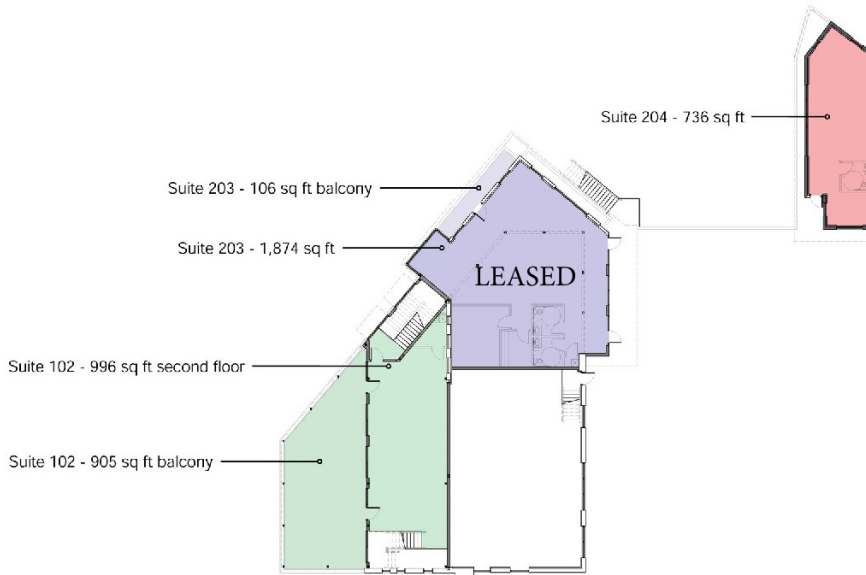 Suite 204 - 736 sq ft
Suite 203 - 106 sq ft balcony
Suite 203 - 1,874 sq ft
LEASED
Suite 102 - 996 sq ft second floor
Suite 102 - 905 sq ft balcony